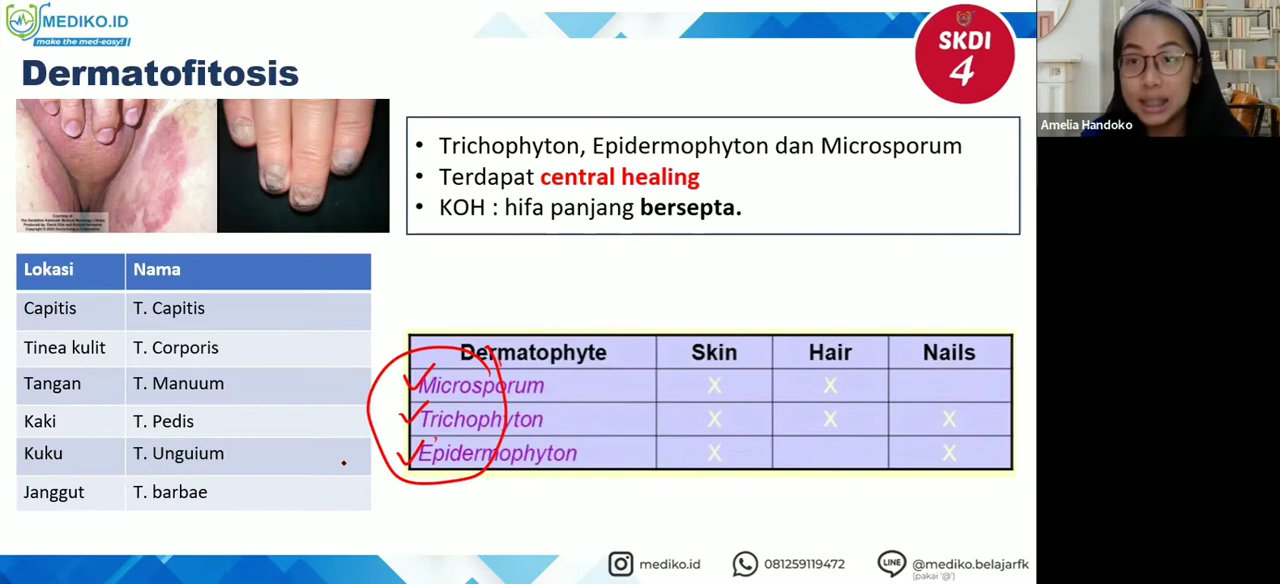 MEDIKO.ID
make the med-easy!
SKDI
4
Amelia Handoko
Dermatofitosis
• Trichophyton, Epidermophyton dan Microsporum
• Terdapat central healing
• KOH : hifa panjang bersepta.
Lokasi Nama
Capitis T. Capitis
Tinea kulit T. Corporis
Tangan T. Manuum
Kaki T. Pedis
Kuku T. Unguium
Janggut T. barbae
Dermatophyte Skin Hair Nails
Microsporum X X
Trichophyton X X X
Epidermophyton X X
mediko.id
081259119472
LINE
@mediko.belajarfk
(pakai '@')